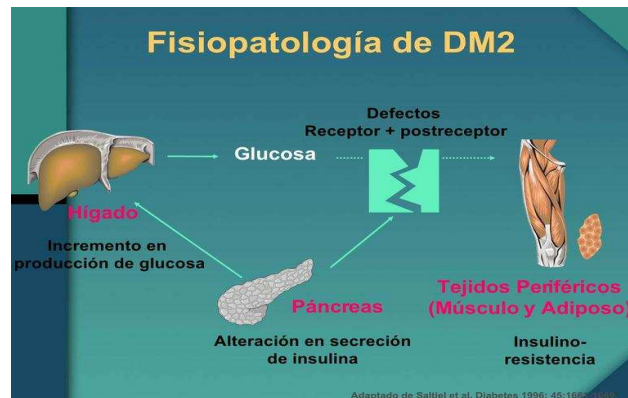 Fisiopatología de DM2
Defectos
Receptor + postreceptor
Glucosa
Hígado
Incremento en
producción de glucosa
Páncreas
Alteración en secreción
de insulina
Tejidos Periféricos
(Músculo y Adiposo)
Insulino-
resistencia
Adaptado de Saltiel et al. Diabetes 1996; 45: